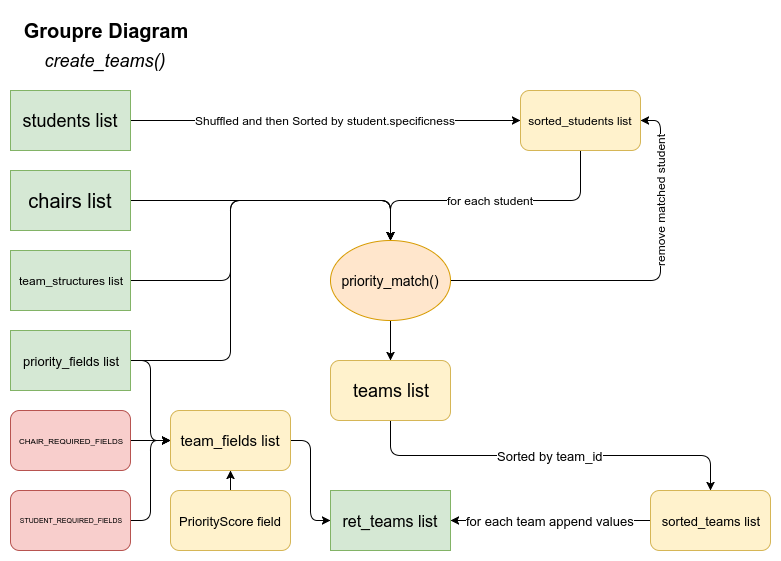 Groupre Diagram
create_teams()
students list
Shuffled and then Sorted by student.specificness
sorted_students list
remove matched student
chairs list
for each student
team_structures list
priority_match()
priority_fields list
teams list
CHAIR_REQUIRED_FIELDS
team_fields list
Sorted by team_id
STUDENT_REQUIRED_FIELDS
PriorityScore field
ret_teams list
for each team append values
sorted_teams list